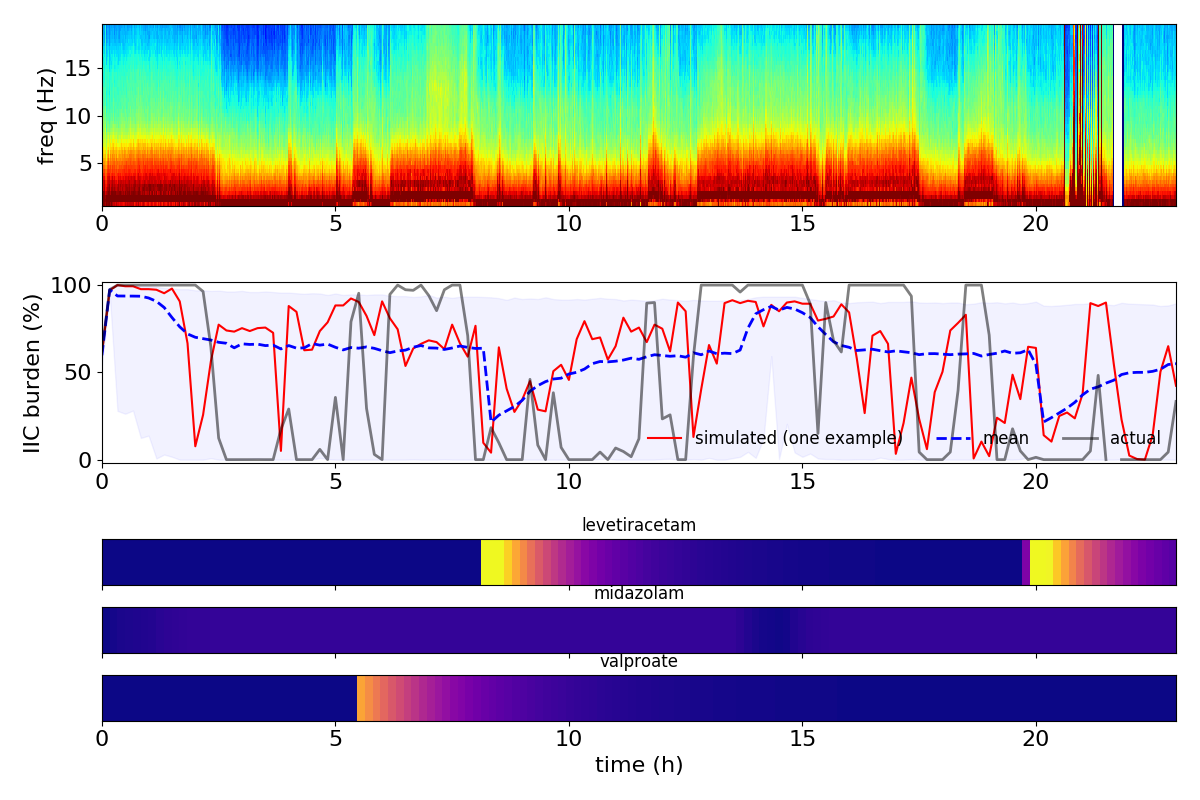 15
10
5
freq (Hz)
0 5 10 15 20
100
50
0
IIC burden (%)
simulated (one example) mean actual
0 5 10 15 20
levetiracetam
midazolam
valproate
0 5 10 15 20
time (h)